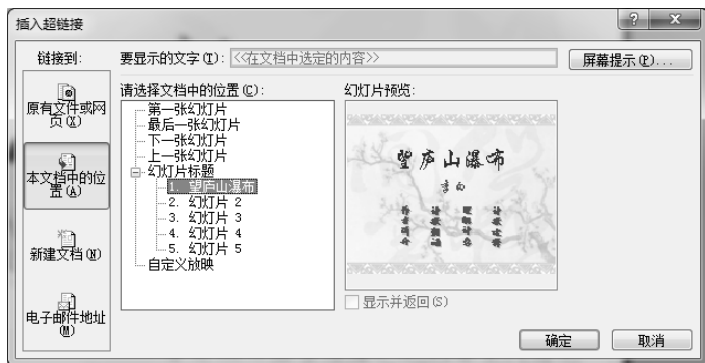 插入超链接
链接到:
要显示的文字(T): <<在文档中选定的内容>>
屏幕提示(P)...
原有文件或网
页(X)
本文档中的位
置(A)
新建文档(N)
电子邮件地址
(M)
请选择文档中的位置(C):
第一张幻灯片
最后一张幻灯片
下一张幻灯片
上一张幻灯片
幻灯片标题
1. 望庐山瀑布
2. 幻灯片 2
3. 幻灯片 3
4. 幻灯片 4
5. 幻灯片 5
自定义放映
幻灯片预览:
望庐山瀑布
李白
显示并返回(S)
确定
取消